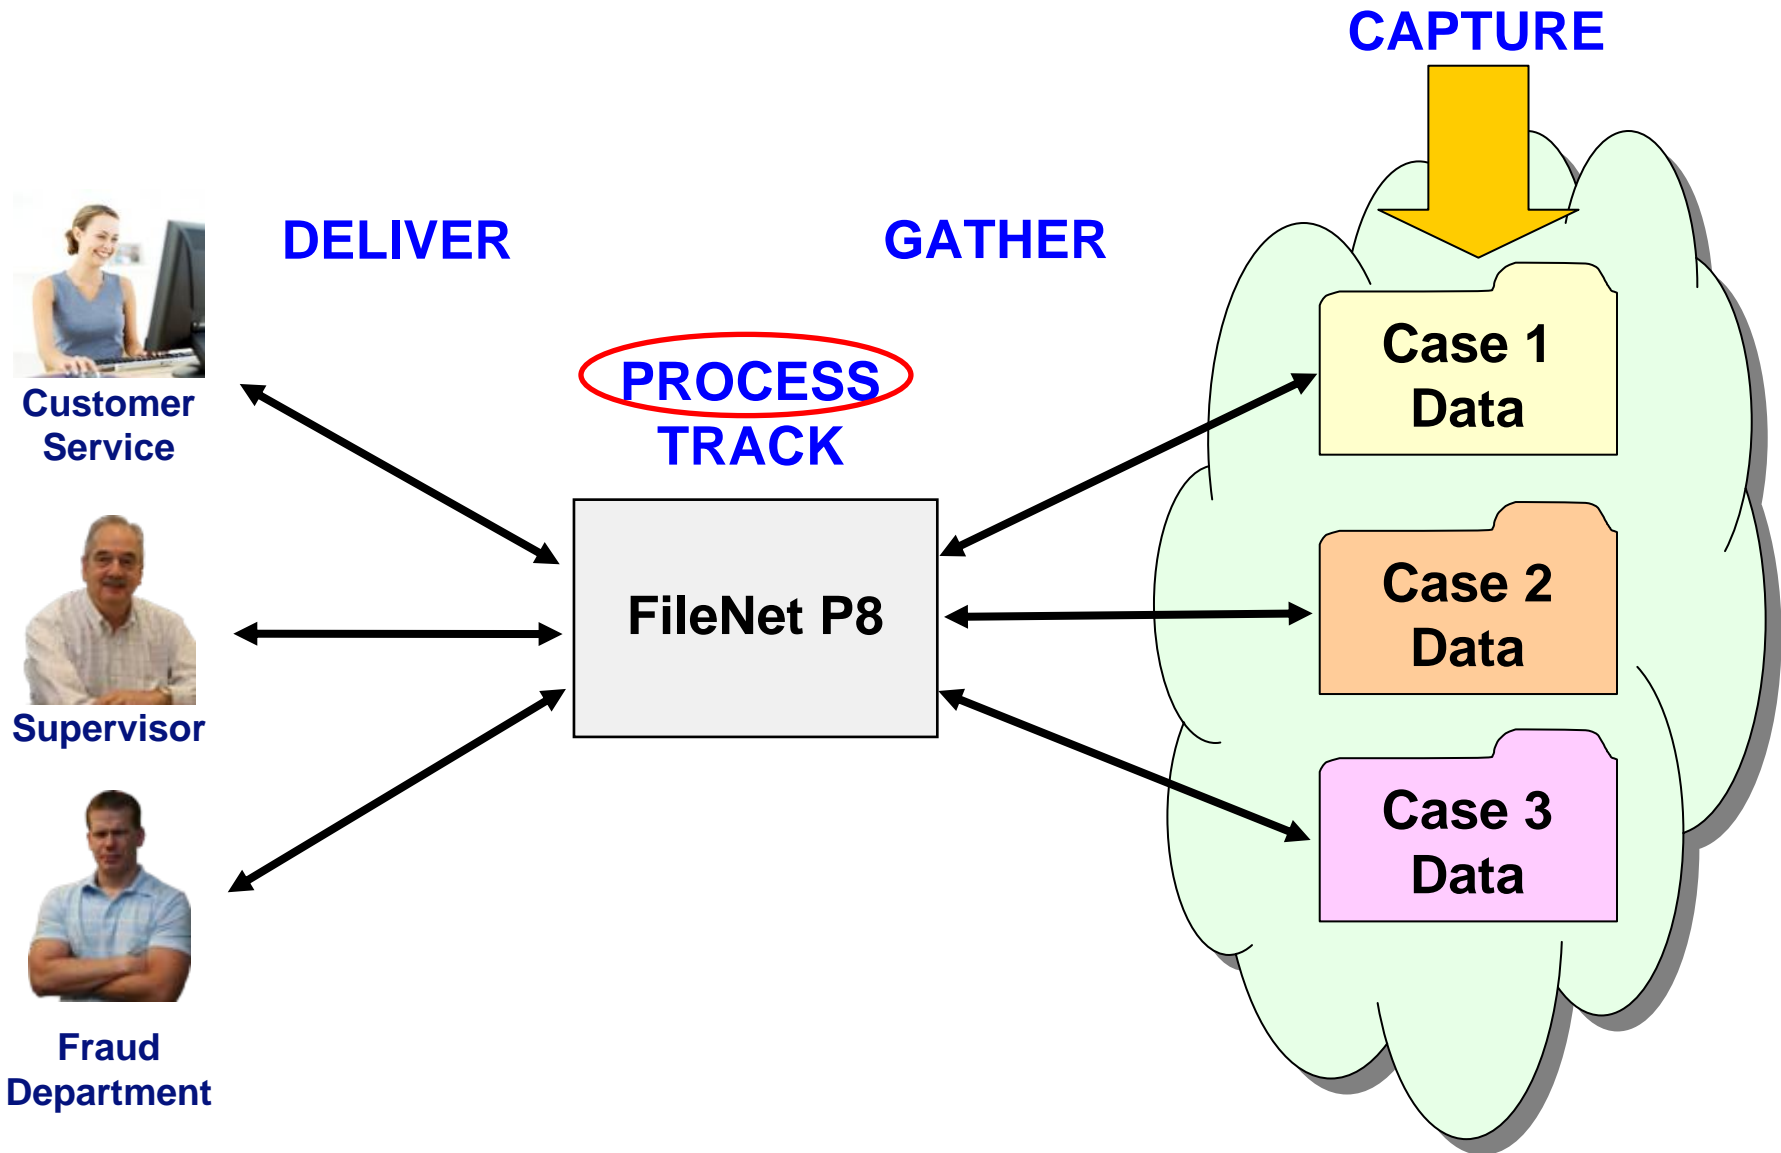 CAPTURE
DELIVER
GATHER
PROCESS
TRACK
Customer
Service
Supervisor
Fraud
Department
FileNet P8
Case 1
Data
Case 2
Data
Case 3
Data